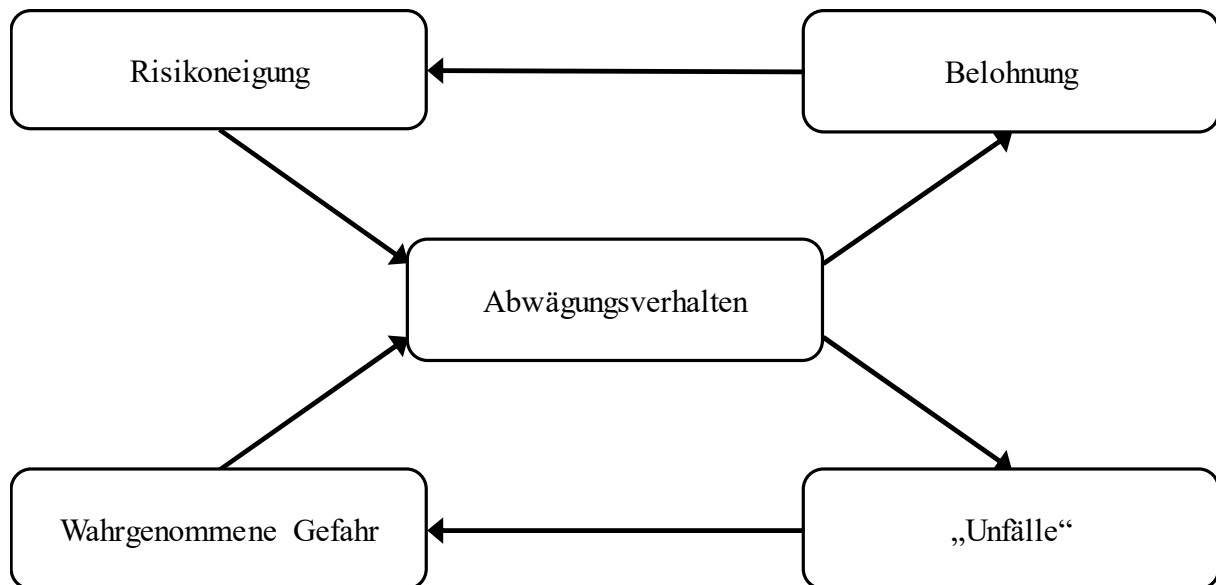 Risikoneigung
Belohnung
Abwägungsverhalten
Wahrgenommene Gefahr
„Unfälle“